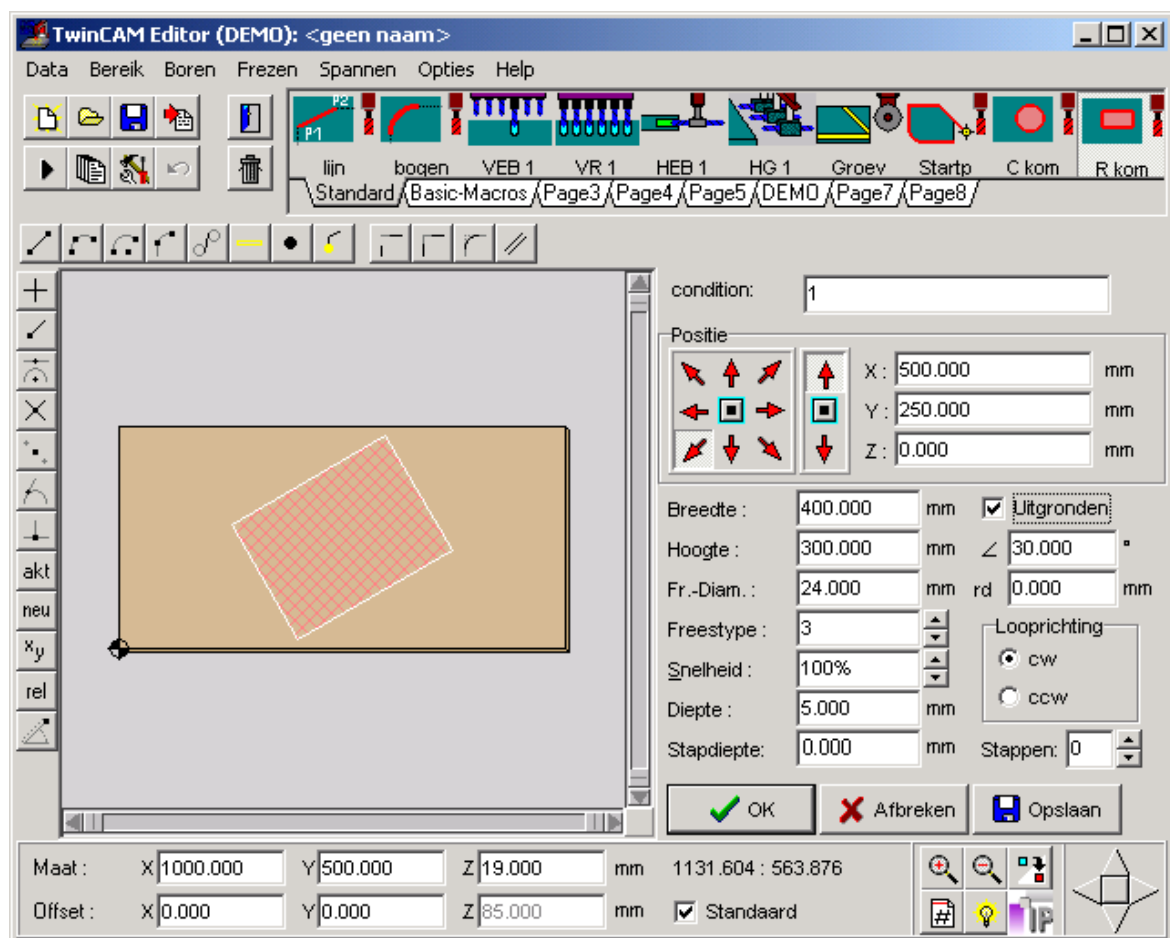 TwinCAM Editor (DEMO): <geen naam>
Data Bereik Boren Frezen Spannen Opties Help
P2
P1
lijn bogen VEB 1 VR 1 HEB 1 HG 1 Groev Startp C kom R kom
Standard Basic-Macros Page3 Page4 Page5 DEMO Page7 Page8
condition: 1
Positie
X : 500.000 mm
Y : 250.000 mm
Z : 0.000 mm
Breedte : 400.000 mm Uitgronden
Hoogte : 300.000 mm ∠ 30.000 °
Fr.-Diam. : 24.000 mm rd 0.000 mm
Freestype : 3 Looprichting
cw
Snelheid : 100%
ccw
Diepte : 5.000 mm
Stapdiepte: 0.000 mm Stappen: 0
OK Afbreken Opslaan
akt
neu
xy
rel
Maat : X 1000.000 Y 500.000 Z 19.000 mm 1131.604 : 563.876
Offset : X 0.000 Y 0.000 Z 85.000 mm Standaard
# IP